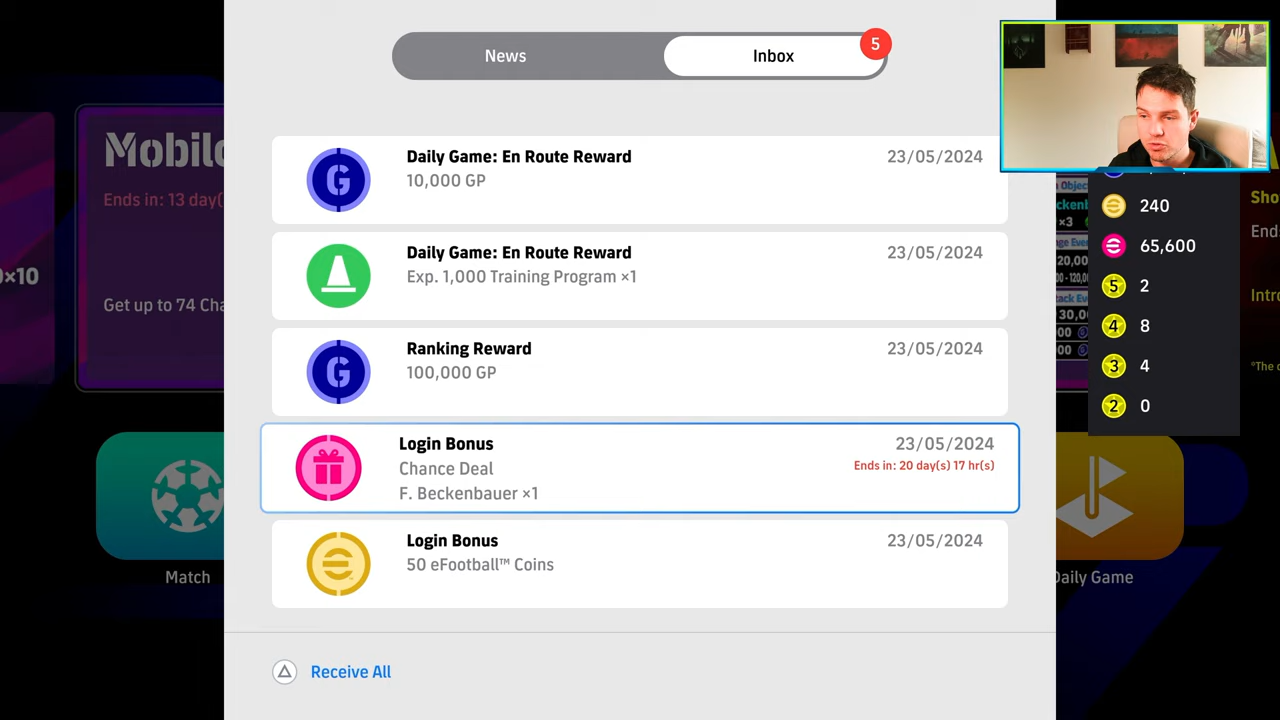 News
Inbox
5
Daily Game: En Route Reward
23/05/2024
10,000 GP
Daily Game: En Route Reward
23/05/2024
Exp. 1,000 Training Program ×1
Ranking Reward
23/05/2024
100,000 GP
Login Bonus
23/05/2024
Chance Deal
Ends in: 20 day(s) 17 hr(s)
F. Beckenbauer ×1
Login Bonus
23/05/2024
50 eFootball™ Coins
Receive All
Ends in: 13 day(
×10
Get up to 74 Cha
Match
240
65,600
5 2
4 8
3 4
2 0
Sho
Ends
Intr
Daily Game